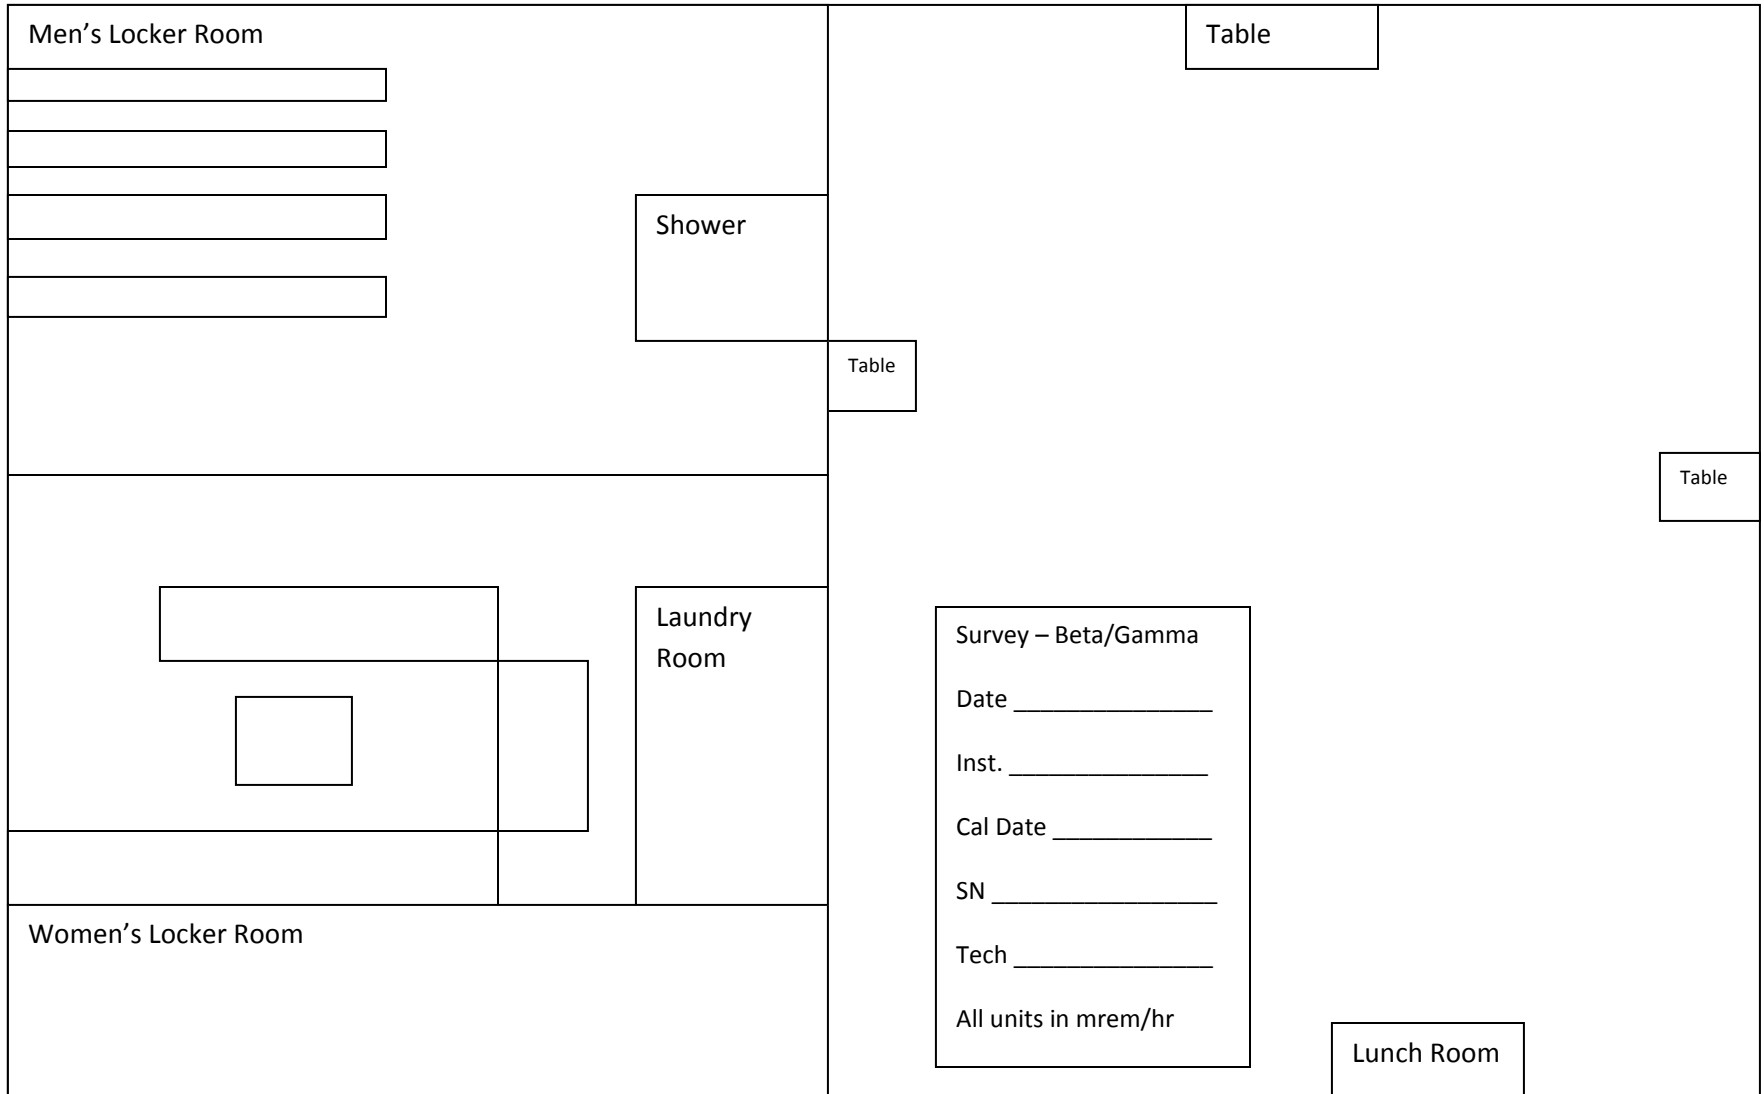 Men’s Locker Room
Table
Shower
Table
Table
Laundry
Room
Survey – Beta/Gamma
Date _______________
Inst. _______________
Cal Date ____________
SN _________________
Tech _______________
All units in mrem/hr
Women’s Locker Room
Lunch Room